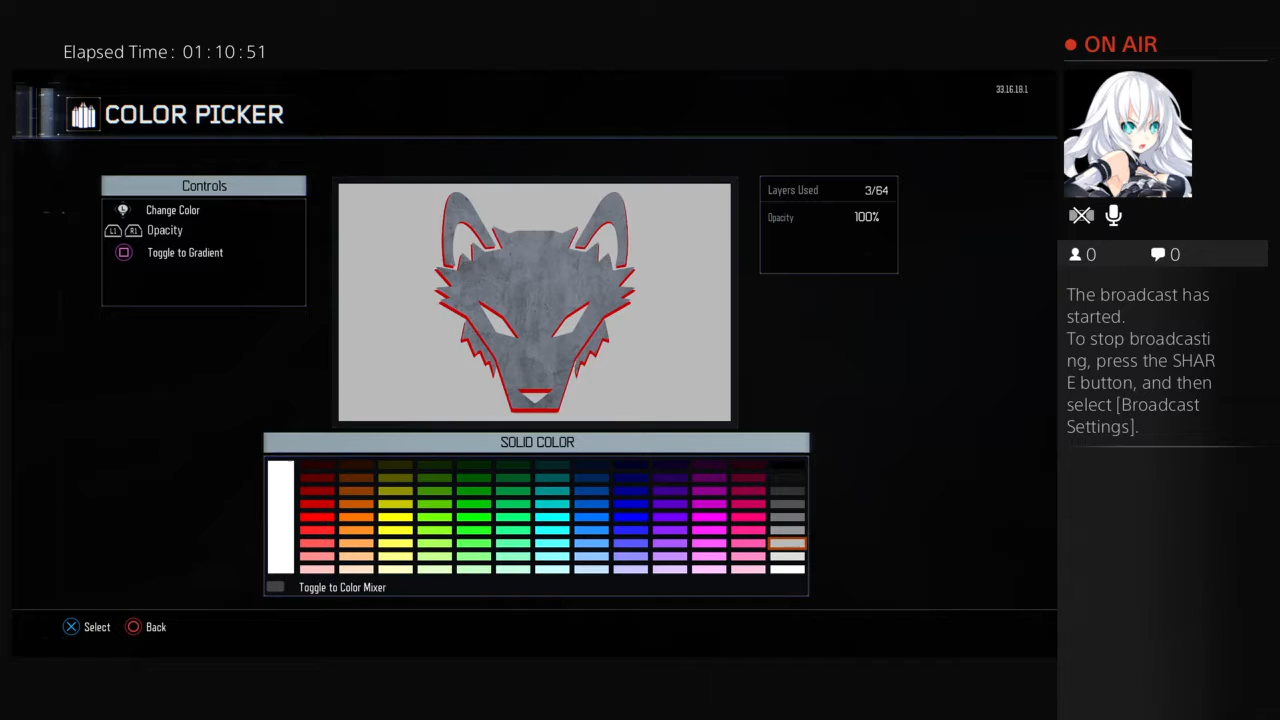 Elapsed Time: 01:10:51
ON AIR
33.16.18.1
COLOR PICKER
Controls
L Change Color
L1 R1 Opacity
Toggle to Gradient
Layers Used 3/64
Opacity 100%
0 0
The broadcast has
started.
To stop broadcasti
ng, press the SHAR
E button, and then
select [Broadcast
Settings].
SOLID COLOR
Toggle to Color Mixer
Select Back